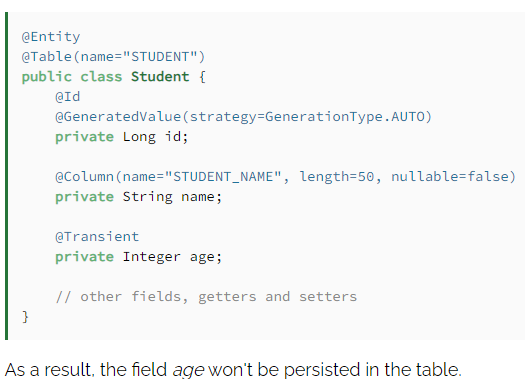 @Entity
@Table(name="STUDENT")
public class Student {
@Id
@GeneratedValue(strategy=GenerationType.AUTO)
private Long id;
@Column(name="STUDENT_NAME", length=50, nullable=false)
private String name;
@Transient
private Integer age;
// other fields, getters and setters
}
As a result, the field age won't be persisted in the table.